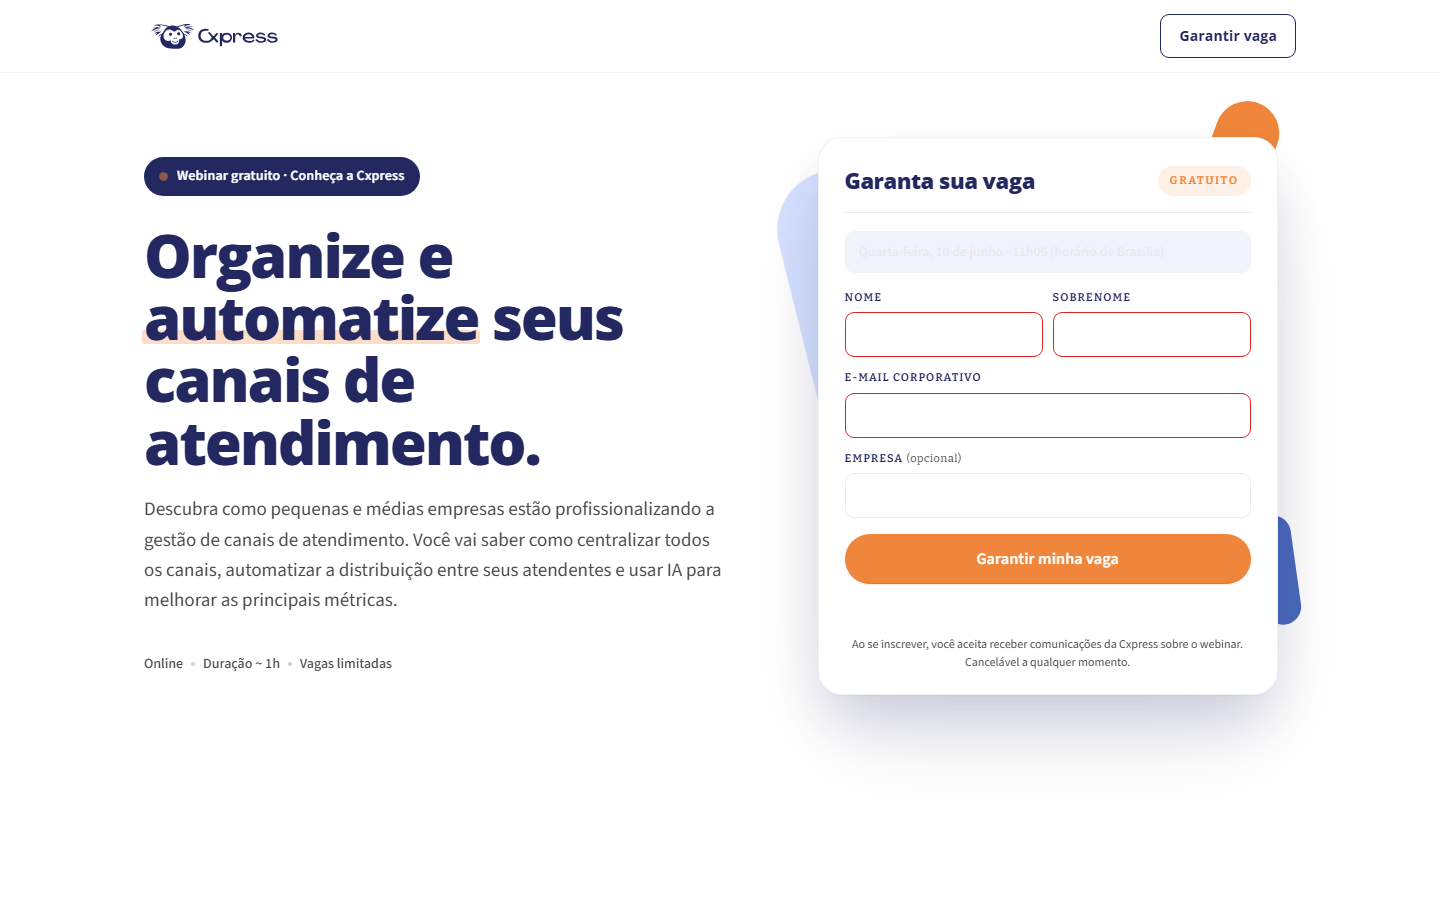 Cxpress
Garantir vaga
Webinar gratuito · Conheça a Cxpress
Organize e
automatize seus
canais de
atendimento.
Descubra como pequenas e médias empresas estão profissionalizando a
gestão de canais de atendimento. Você vai saber como centralizar todos
os canais, automatizar a distribuição entre seus atendentes e usar IA para
melhorar as principais métricas.
Online • Duração ~ 1h • Vagas limitadas
Garanta sua vaga
GRATUITO
Quarta-feira, 10 de junho · 11h05 (horário de Brasília)
NOME
SOBRENOME
E-MAIL CORPORATIVO
EMPRESA (opcional)
Garantir minha vaga
Ao se inscrever, você aceita receber comunicações da Cxpress sobre o webinar.
Cancelável a qualquer momento.